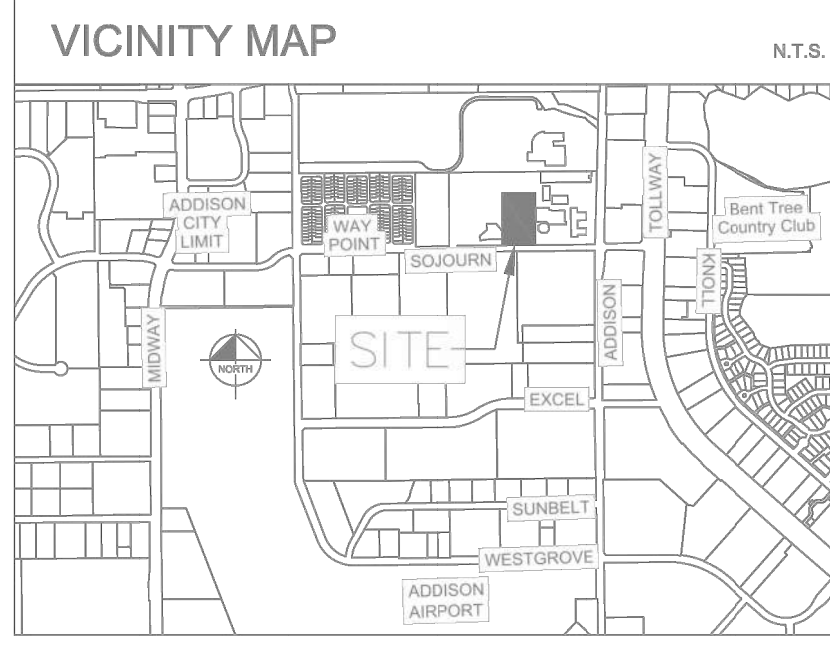 VICINITY MAP
N.T.S.
TOLLWAY
ADDISON
CITY
LIMIT
WAY
POINT
Bent Tree
Country Club
SOJOURN
KNOLL
ADDISON
MIDWAY
SITE
NORTH
EXCEL
SUNBELT
WESTGROVE
ADDISON
AIRPORT